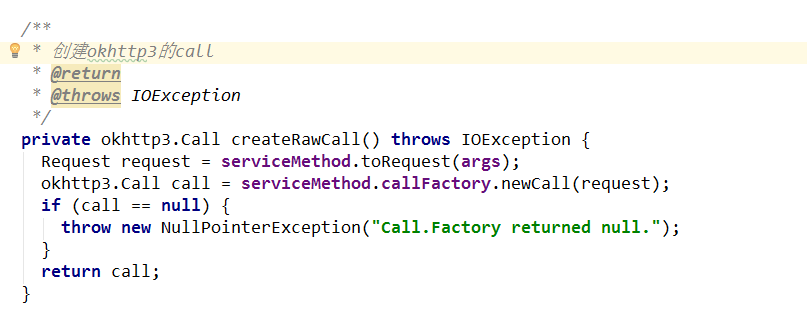 /**
 * 创建okhttp3的call
 * @return
 * @throws IOException
 */
private okhttp3.Call createRawCall() throws IOException {
  Request request = serviceMethod.toRequest(args);
  okhttp3.Call call = serviceMethod.callFactory.newCall(request);
  if (call == null) {
    throw new NullPointerException("Call.Factory returned null.");
  }
  return call;
}